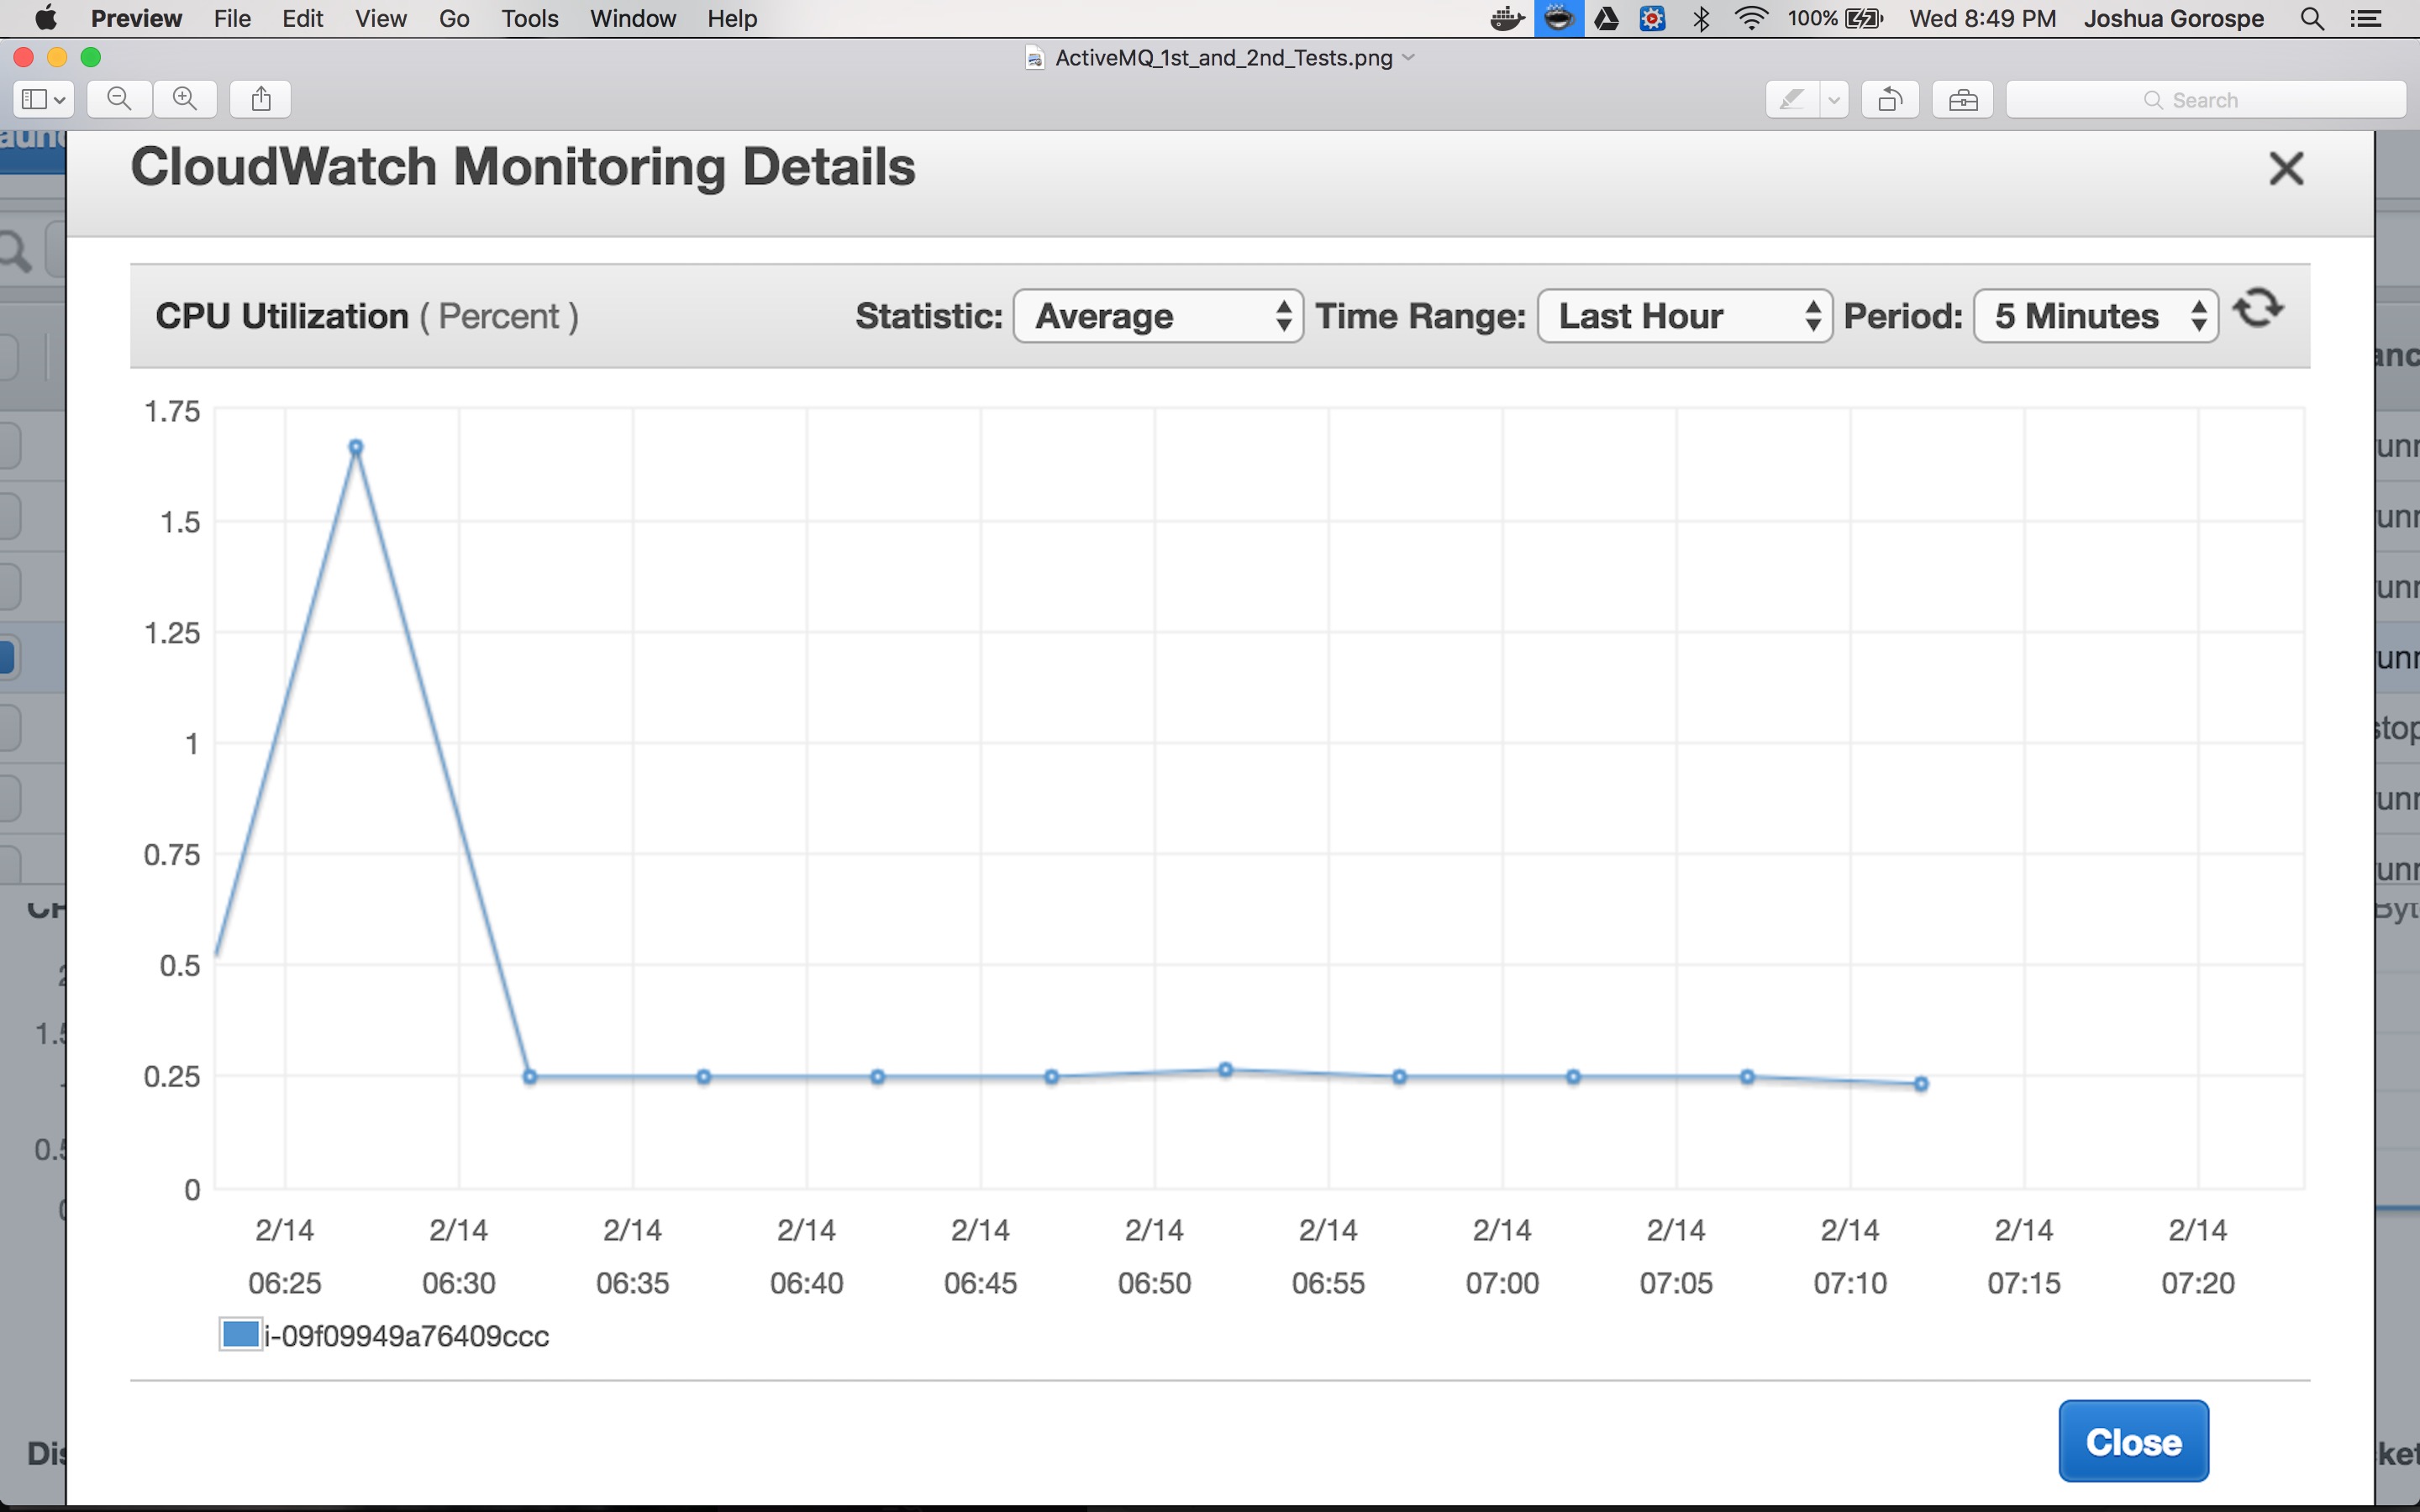 Preview File Edit View Go Tools Window Help 100% Wed 8:49 PM Joshua Gorospe
ActiveMQ_1st_and_2nd_Tests.png
Search
CloudWatch Monitoring Details
CPU Utilization ( Percent ) Statistic: Average Time Range: Last Hour Period: 5 Minutes
1.75
1.5
1.25
1
0.75
0.5
0.25
0
2/14 2/14 2/14 2/14 2/14 2/14 2/14 2/14 2/14 2/14 2/14 2/14
06:25 06:30 06:35 06:40 06:45 06:50 06:55 07:00 07:05 07:10 07:15 07:20
i-09f09949a76409ccc
Close